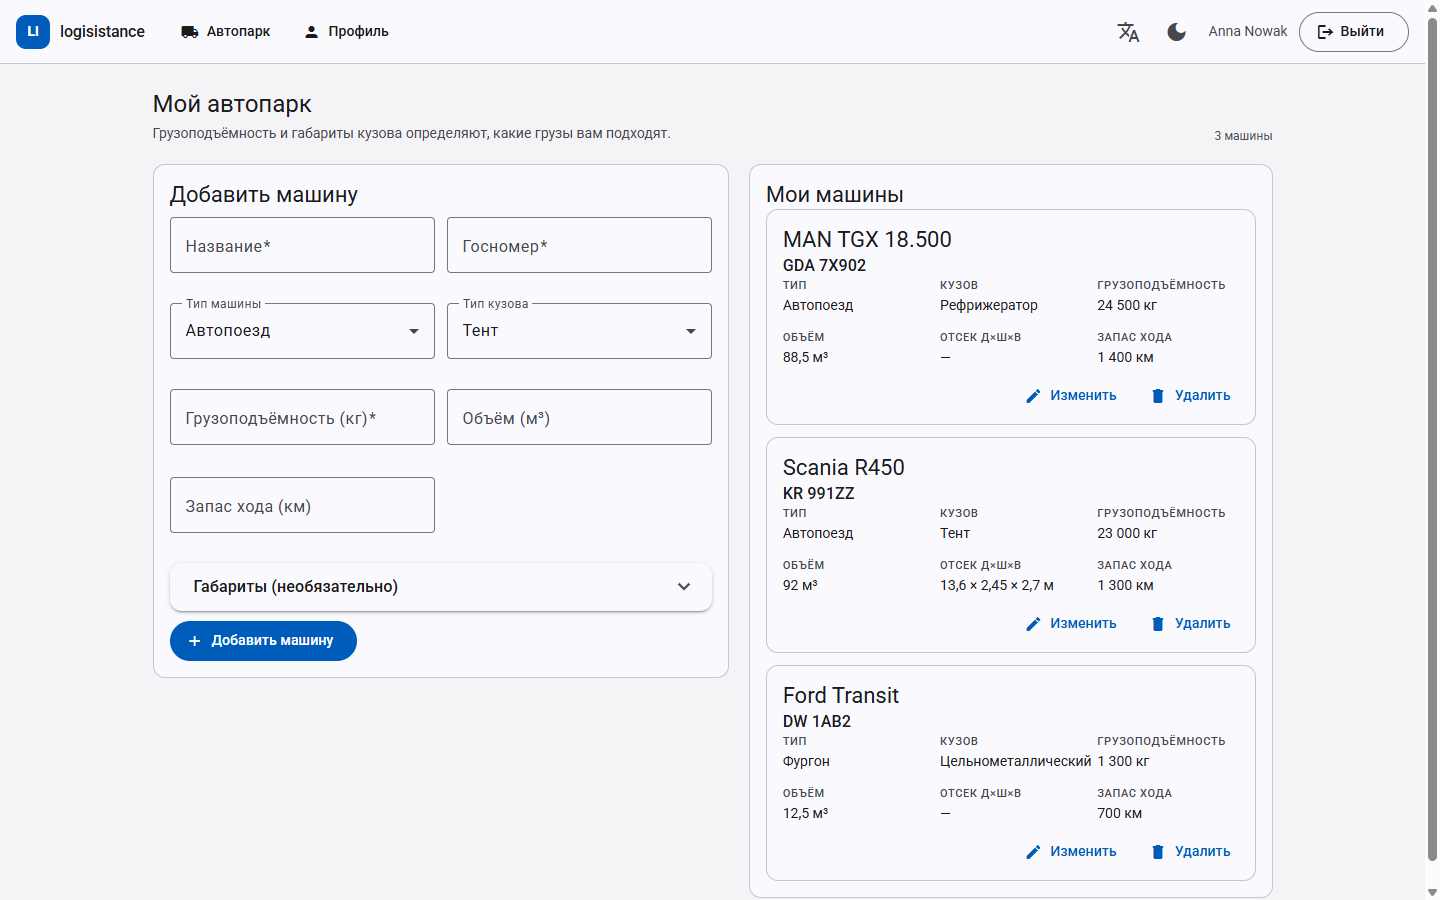 LI
logisistance
Автопарк
Профиль
Anna Nowak
Выйти
Мой автопарк
Грузоподъёмность и габариты кузова определяют, какие грузы вам подходят.
3 машины
Добавить машину
Название*
Госномер*
Тип машины
Автопоезд
Тип кузова
Тент
Грузоподъёмность (кг)*
Объём (м³)
Запас хода (км)
Габариты (необязательно)
Добавить машину
Мои машины
MAN TGX 18.500
GDA 7X902
ТИП
КУЗОВ
ГРУЗОПОДЪЁМНОСТЬ
Автопоезд
Рефрижератор
24 500 кг
ОБЪЁМ
ОТСЕК Д×Ш×В
ЗАПАС ХОДА
88,5 м³
—
1 400 км
Изменить
Удалить
Scania R450
KR 991ZZ
ТИП
КУЗОВ
ГРУЗОПОДЪЁМНОСТЬ
Автопоезд
Тент
23 000 кг
ОБЪЁМ
ОТСЕК Д×Ш×В
ЗАПАС ХОДА
92 м³
13,6 × 2,45 × 2,7 м
1 300 км
Изменить
Удалить
Ford Transit
DW 1AB2
ТИП
КУЗОВ
ГРУЗОПОДЪЁМНОСТЬ
Фургон
Цельнометаллический
1 300 кг
ОБЪЁМ
ОТСЕК Д×Ш×В
ЗАПАС ХОДА
12,5 м³
—
700 км
Изменить
Удалить